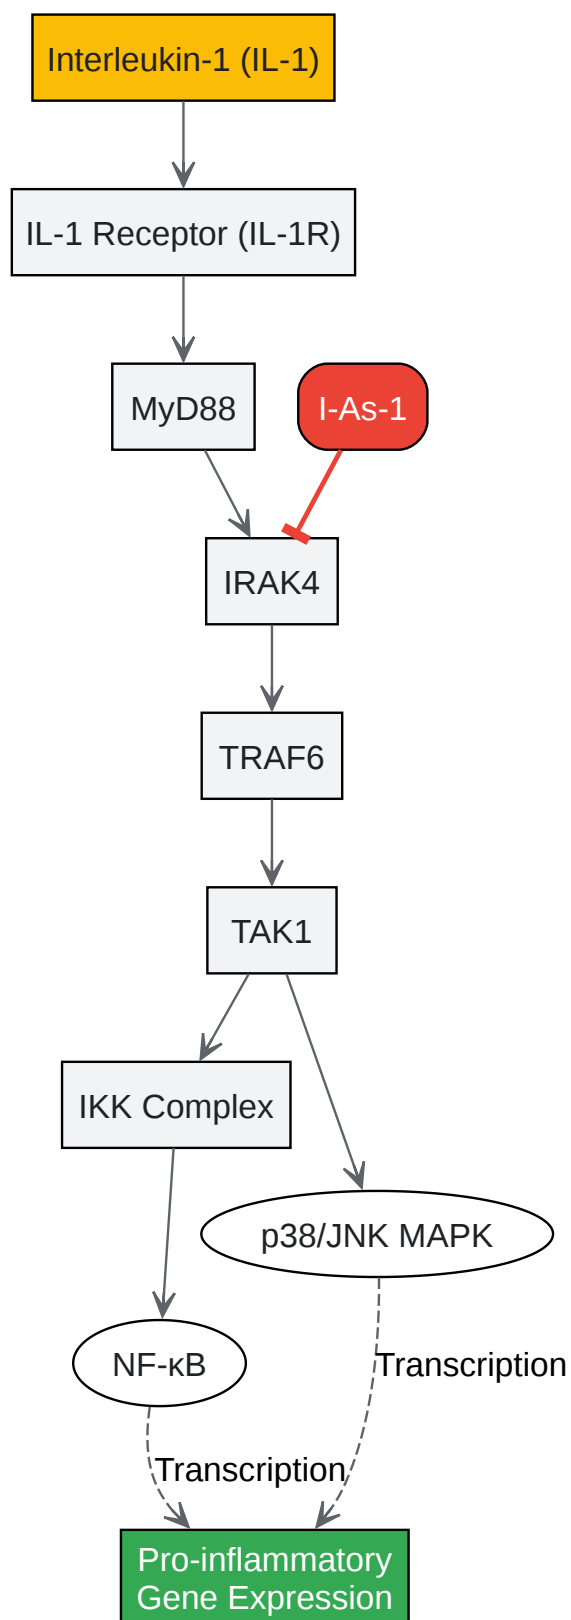 Interleukin-1 (IL-1)
IL-1 Receptor (IL-1R)
MyD88
I-As-1
IRAK4
TRAF6
TAK1
IKK Complex
p38/JNK MAPK
NF-κB
Transcription
Transcription
Pro-inflammatory
Gene Expression